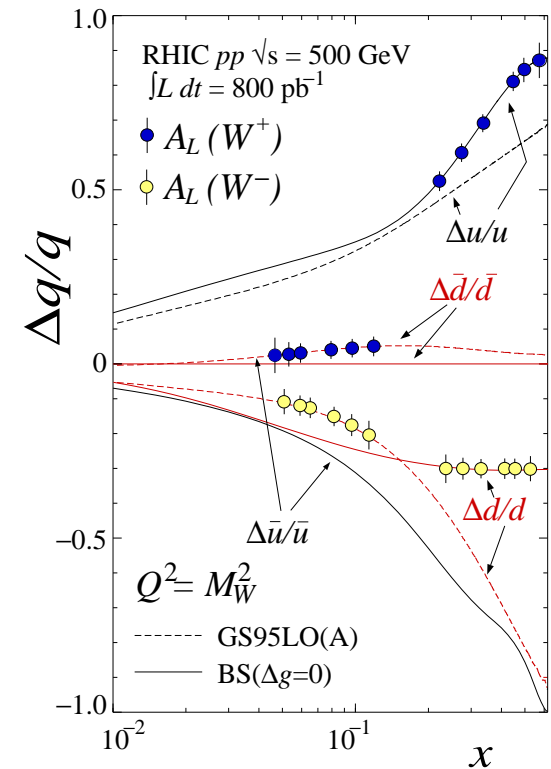 1.0
RHIC pp √s = 500 GeV
∫L dt = 800 pb⁻¹
A_L (W⁺)
A_L (W⁻)
0.5
Δu/u
Δq/q
Δd̄/d̄
0
Δd/d
Δū/ū
−0.5
Q² = M_W²
GS95LO(A)
BS(Δg=0)
−1.0
10⁻²
10⁻¹
x